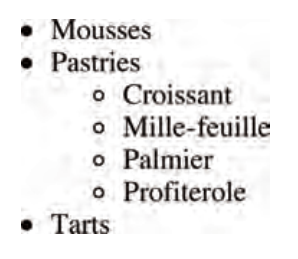 • Mousses
• Pastries
  ◦ Croissant
  ◦ Mille-feuille
  ◦ Palmier
  ◦ Profiterole
• Tarts